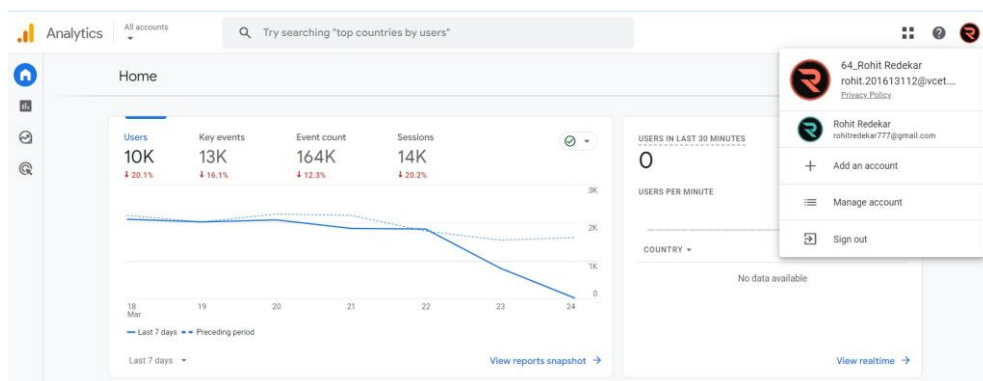 Analytics
All accounts
Try searching "top countries by users"
64_Rohit Redekar
rohit.201613112@vcet....
Privacy Policy
Rohit Redekar
rohitredekar777@gmail.com
Add an account
Manage account
Sign out
Home
Users
10K
↓ 20.1%
Key events
13K
↓ 16.1%
Event count
164K
↓ 12.3%
Sessions
14K
↓ 20.2%
3K
2K
1K
0
18 19 20 21 22 23 24
Mar
Last 7 days Preceding period
Last 7 days
View reports snapshot →
USERS IN LAST 30 MINUTES
0
USERS PER MINUTE
COUNTRY
No data available
View realtime →